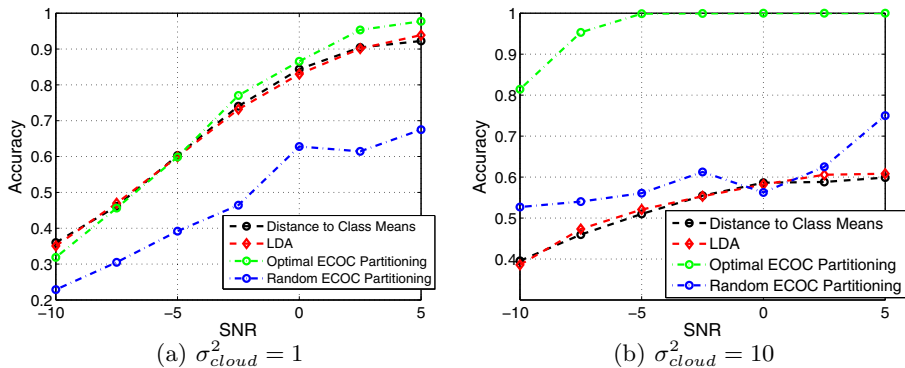 1
0.9
0.8
0.7
0.6
0.5
0.4
0.3
0.2
Accuracy
−10
−5
0
5
SNR
Distance to Class Means
LDA
Optimal ECOC Partitioning
Random ECOC Partitioning
(a) σ²cloud = 1
1
0.9
0.8
0.7
0.6
0.5
0.4
Accuracy
−10
−5
0
5
SNR
Distance to Class Means
LDA
Optimal ECOC Partitioning
Random ECOC Partitioning
(b) σ²cloud = 10